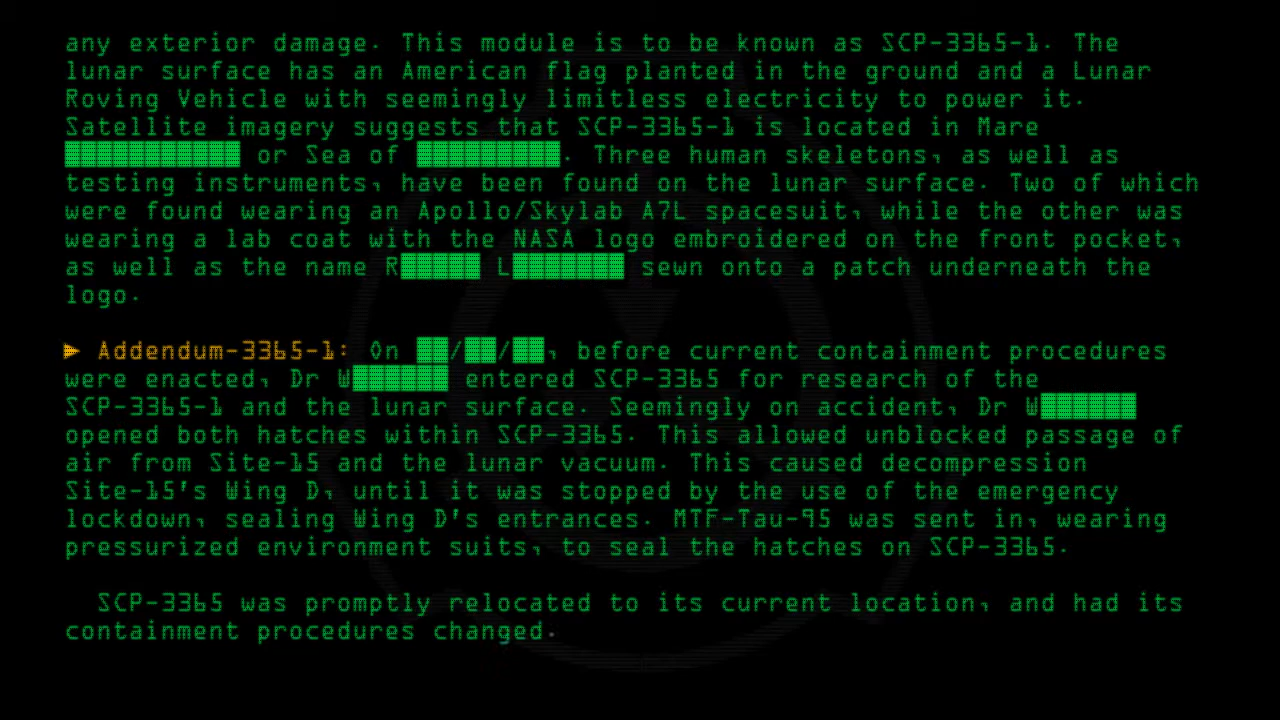 any exterior damage. This module is to be known as SCP-3365-1. The
lunar surface has an American flag planted in the ground and a Lunar
Roving Vehicle with seemingly limitless electricity to power it.
Satellite imagery suggests that SCP-3365-1 is located in Mare
███████████ or Sea of █████████. Three human skeletons, as well as
testing instruments, have been found on the lunar surface. Two of which
were found wearing an Apollo/Skylab A7L spacesuit, while the other was
wearing a lab coat with the NASA logo embroidered on the front pocket,
as well as the name R█████ L███████ sewn onto a patch underneath the
logo.
► Addendum-3365-1: On ██/██/██, before current containment procedures
were enacted, Dr W██████ entered SCP-3365 for research of the
SCP-3365-1 and the lunar surface. Seemingly on accident, Dr W██████
opened both hatches within SCP-3365. This allowed unblocked passage of
air from Site-15 and the lunar vacuum. This caused decompression
Site-15's Wing D, until it was stopped by the use of the emergency
lockdown, sealing Wing D's entrances. MTF-Tau-95 was sent in, wearing
pressurized environment suits, to seal the hatches on SCP-3365.
SCP-3365 was promptly relocated to its current location, and had its
containment procedures changed.